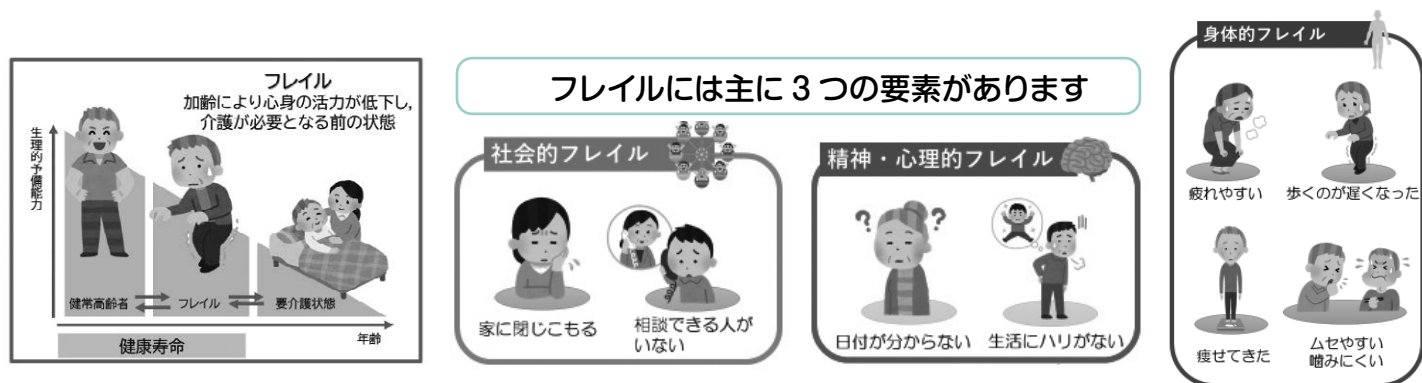 フレイル
加齢により心身の活力が低下し,
介護が必要となる前の状態
生理的予備能力
健常高齢者
フレイル
要介護状態
年齢
健康寿命
フレイルには主に3つの要素があります
社会的フレイル
家に閉じこもる
相談できる人が
いない
精神・心理的フレイル
? ?
日付が分からない
生活にハリがない
身体的フレイル
疲れやすい
歩くのが遅くなった
痩せてきた
ムセやすい
噛みにくい